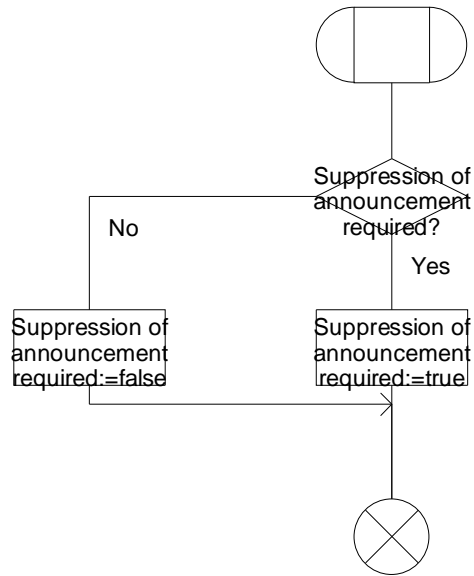 Suppression of
announcement
required?
No
Yes
Suppression of
announcement
required:=false
Suppression of
announcement
required:=true